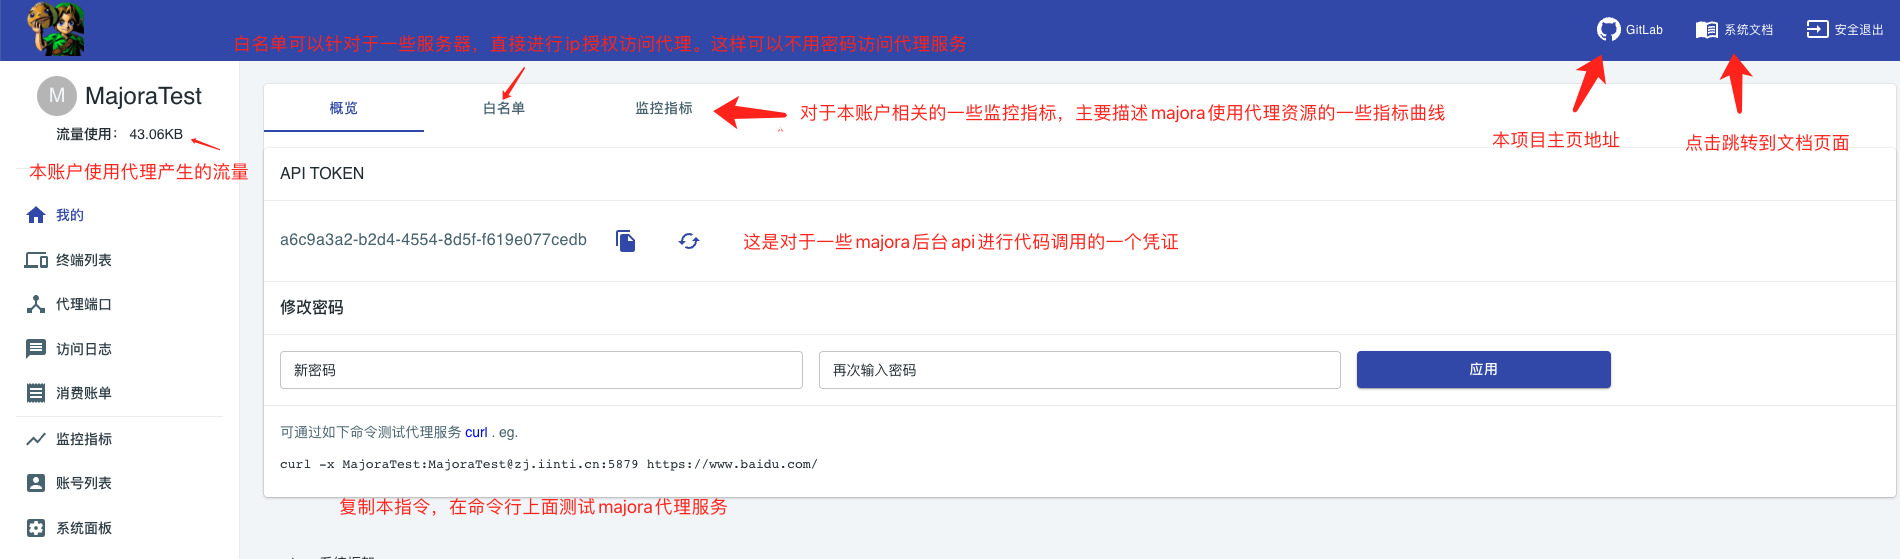 白名单可以针对于一些服务器，直接进行ip授权访问代理。这样可以不用密码访问代理服务
GitLab
系统文档
安全退出
M
MajoraTest
流量使用： 43.06KB
本账户使用代理产生的流量
概览
白名单
监控指标
对于本账户相关的一些监控指标，主要描述majora使用代理资源的一些指标曲线
本项目主页地址
点击跳转到文档页面
我的
终端列表
代理端口
访问日志
消费账单
监控指标
账号列表
系统面板
API TOKEN
a6c9a3a2-b2d4-4554-8d5f-f619e077cedb
这是对于一些majora后台api进行代码调用的一个凭证
修改密码
新密码
再次输入密码
应用
可通过如下命令测试代理服务 curl . eg.
curl -x MajoraTest:MajoraTest@zj.iinti.cn:5879 https://www.baidu.com/
复制本指令，在命令行上面测试majora代理服务